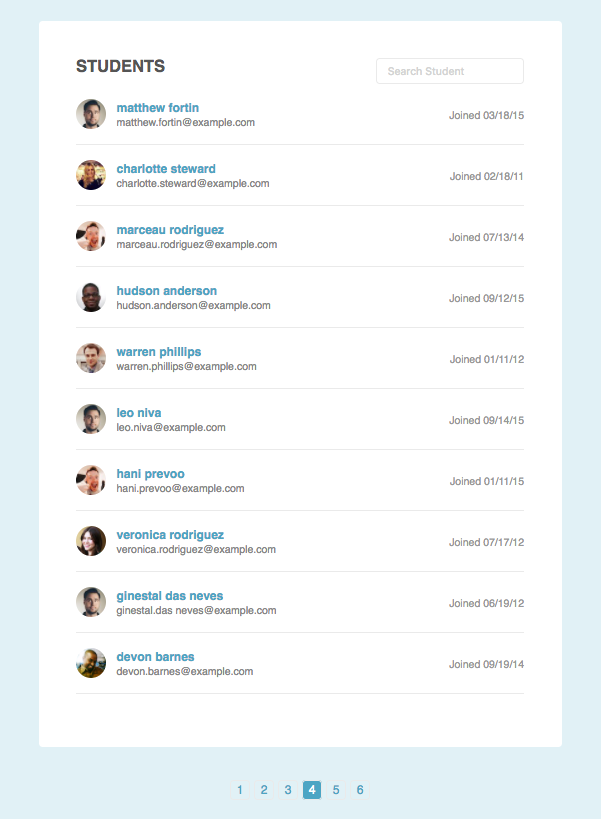 STUDENTS
Search Student
matthew fortin
matthew.fortin@example.com
Joined 03/18/15
charlotte steward
charlotte.steward@example.com
Joined 02/18/11
marceau rodriguez
marceau.rodriguez@example.com
Joined 07/13/14
hudson anderson
hudson.anderson@example.com
Joined 09/12/15
warren phillips
warren.phillips@example.com
Joined 01/11/12
leo niva
leo.niva@example.com
Joined 09/14/15
hani prevoo
hani.prevoo@example.com
Joined 01/11/15
veronica rodriguez
veronica.rodriguez@example.com
Joined 07/17/12
ginestal das neves
ginestal.das neves@example.com
Joined 06/19/12
devon barnes
devon.barnes@example.com
Joined 09/19/14
1 2 3 4 5 6